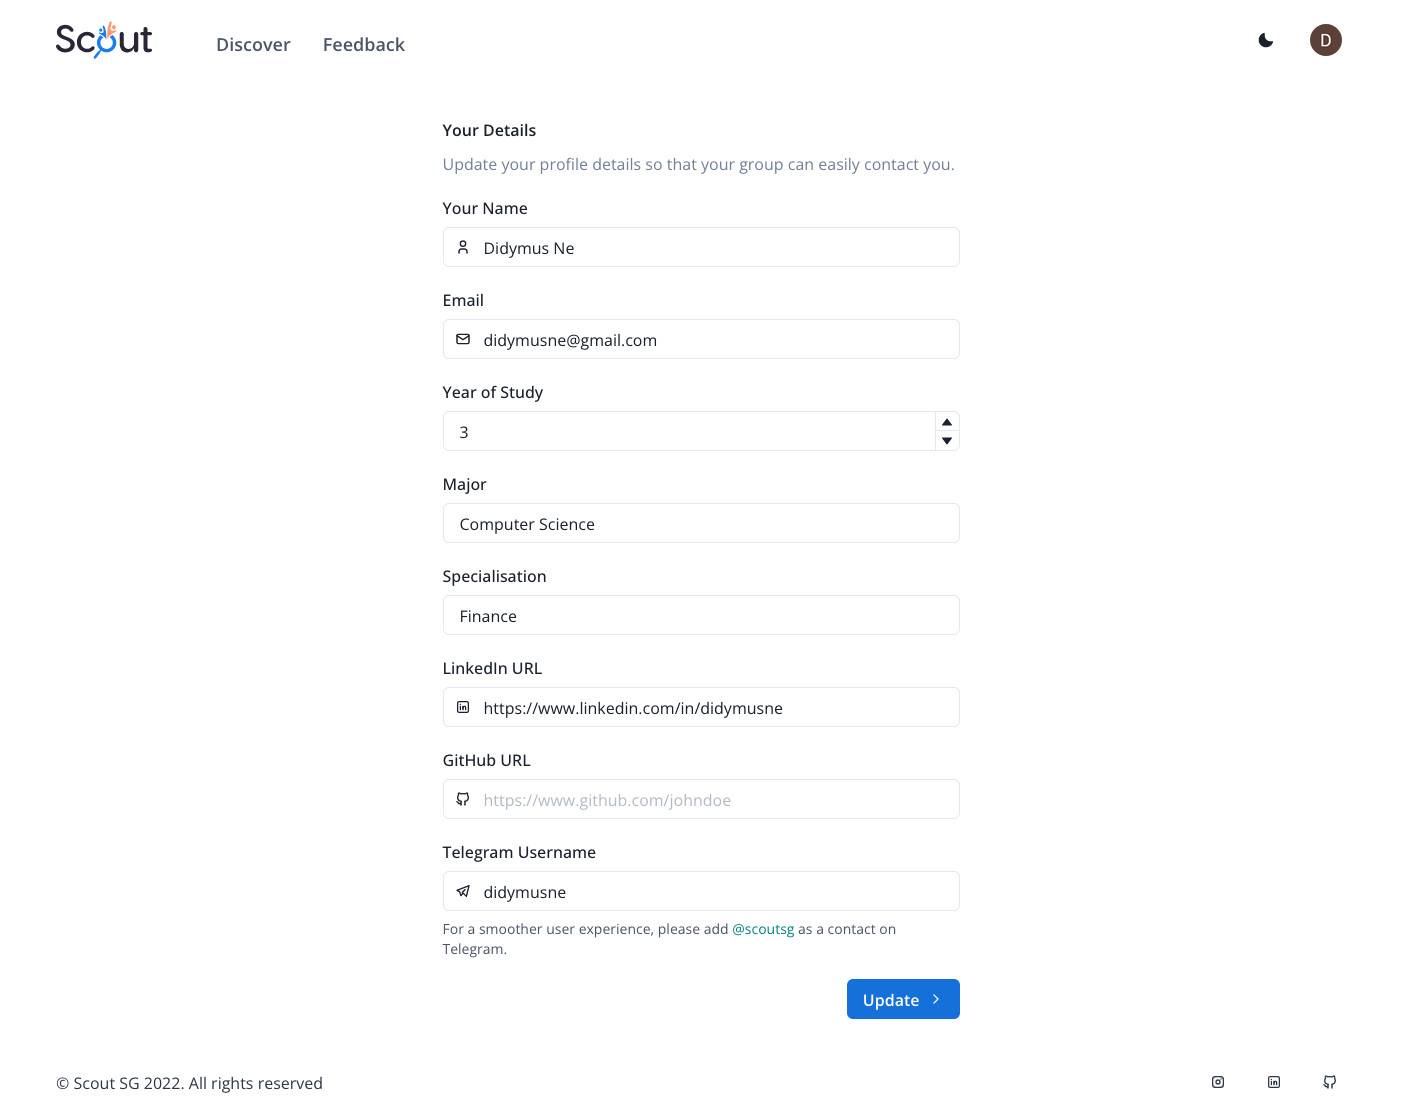 Scout
Discover
Feedback
D
Your Details
Update your profile details so that your group can easily contact you.
Your Name
Didymus Ne
Email
didymusne@gmail.com
Year of Study
3
Major
Computer Science
Specialisation
Finance
LinkedIn URL
https://www.linkedin.com/in/didymusne
GitHub URL
https://www.github.com/johndoe
Telegram Username
didymusne
For a smoother user experience, please add @scoutsg as a contact on
Telegram.
Update
© Scout SG 2022. All rights reserved